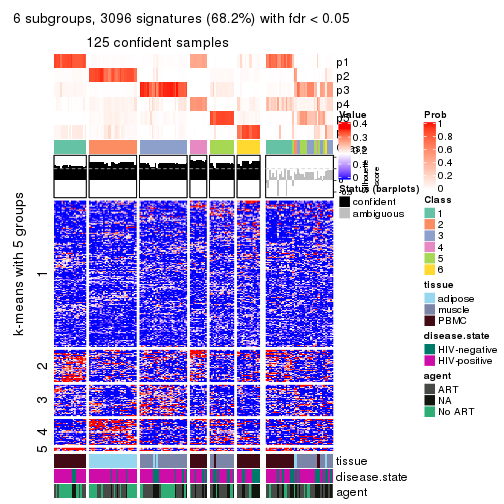 6 subgroups, 3096 signatures (68.2%) with fdr < 0.05
125 confident samples
p1
p2
p3
p4
Value
0.4
0.3
0.2
0.1
0
Silhouette
score
Status (barplots)
confident
ambiguous
Prob
1
0.8
0.6
0.4
0.2
0
Class
1
2
3
4
5
6
tissue
adipose
muscle
PBMC
disease.state
HIV-negative
HIV-positive
agent
ART
NA
No ART
k-means with 5 groups
1
2
3
4
5
tissue
disease.state
agent